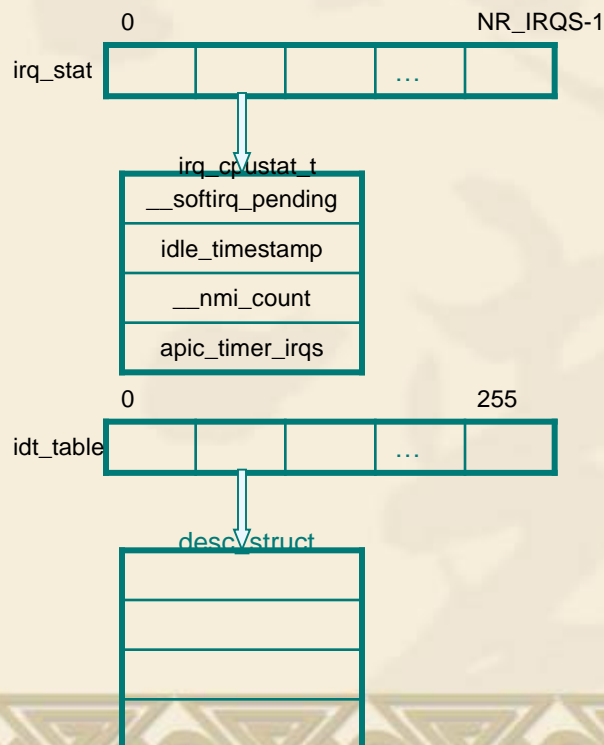 0 NR_IRQS-1
irq_stat …
irq_cpustat_t
__softirq_pending
idle_timestamp
__nmi_count
apic_timer_irqs
0 255
idt_table …
desc_struct